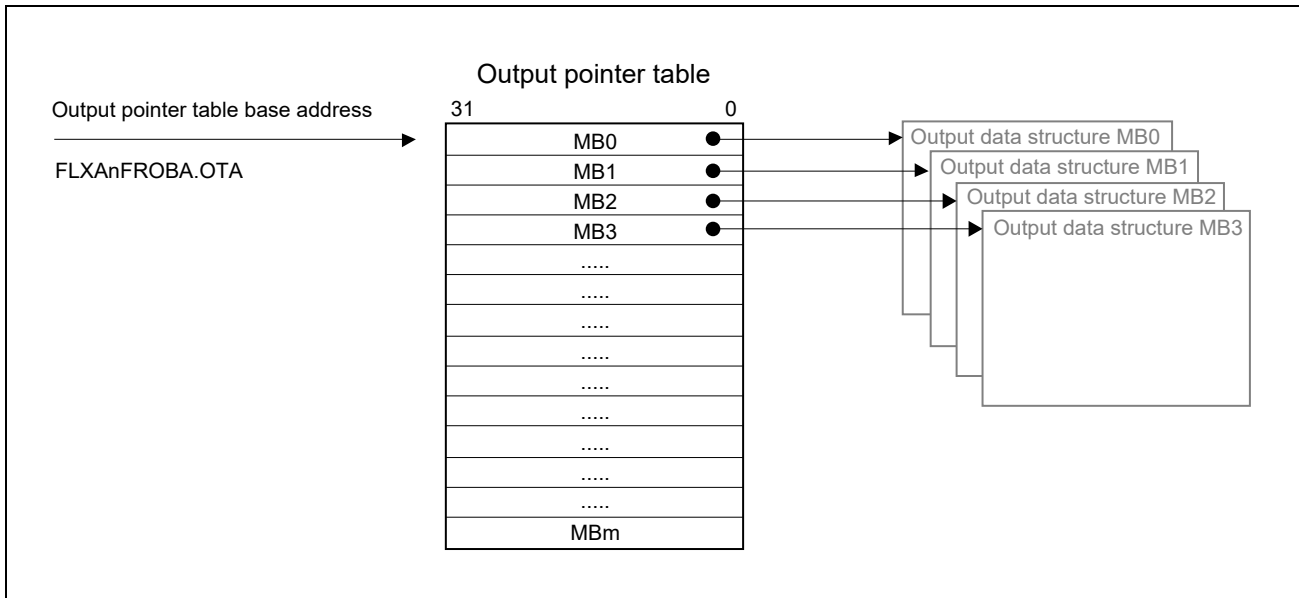 Output pointer table
Output pointer table base address
31 0
FLXAnFROBA.OTA
MB0
MB1
MB2
MB3
.....
.....
.....
.....
.....
.....
.....
.....
.....
MBm
Output data structure MB0
Output data structure MB1
Output data structure MB2
Output data structure MB3